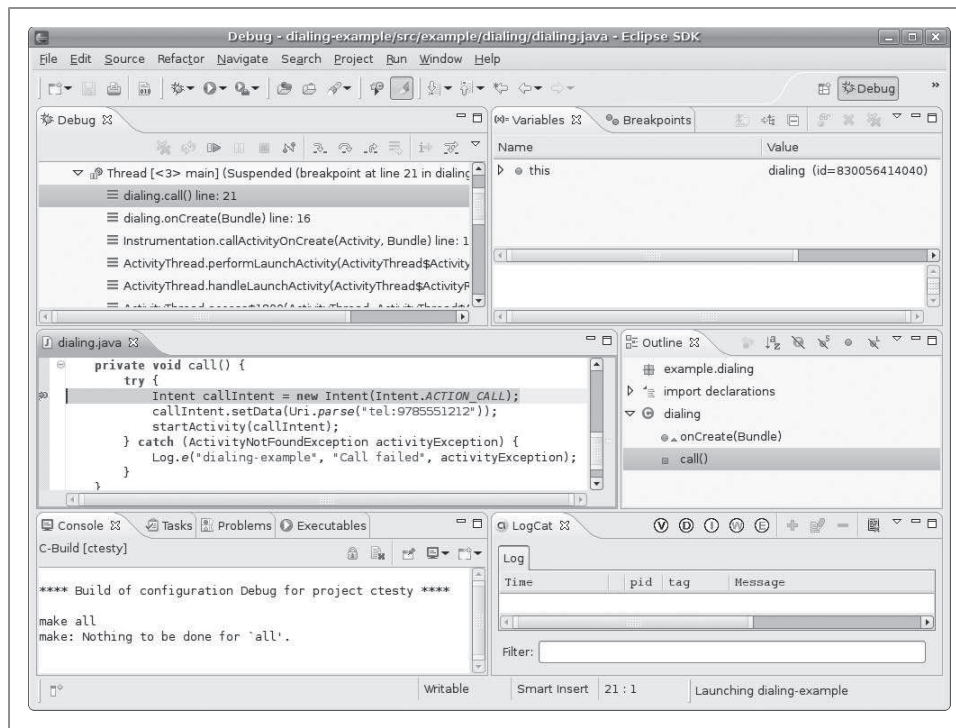 Debug - dialing-example/src/example/dialing/dialing.java - Eclipse SDK
File Edit Source Refactor Navigate Search Project Run Window Help
Debug
Debug
Thread [<3> main] (Suspended (breakpoint at line 21 in dialing
dialing.call() line: 21
dialing.onCreate(Bundle) line: 16
Instrumentation.callActivityOnCreate(Activity, Bundle) line: 1
ActivityThread.performLaunchActivity(ActivityThread$Activity
ActivityThread.handleLaunchActivity(ActivityThread$ActivityR
(x)= Variables Breakpoints
Name Value
this dialing (id=830056414040)
dialing.java
private void call() {
try {
Intent callIntent = new Intent(Intent.ACTION_CALL);
callIntent.setData(Uri.parse("tel:9785551212"));
startActivity(callIntent);
} catch (ActivityNotFoundException activityException) {
Log.e("dialing-example", "Call failed", activityException);
}
}
Outline
example.dialing
import declarations
dialing
onCreate(Bundle)
call()
Console Tasks Problems Executables
C-Build [ctesty]
**** Build of configuration Debug for project ctesty ****
make all
make: Nothing to be done for `all'.
LogCat V D I W E
Log
Time pid tag Message
Filter:
Writable Smart Insert 21 : 1 Launching dialing-example